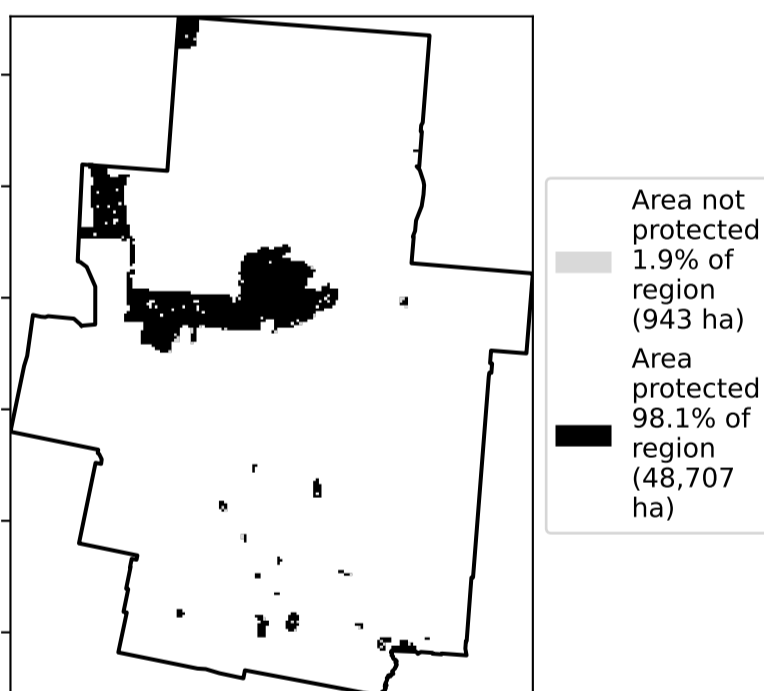 Area not
protected
1.9% of
region
(943 ha)
Area
protected
98.1% of
region
(48,707
ha)